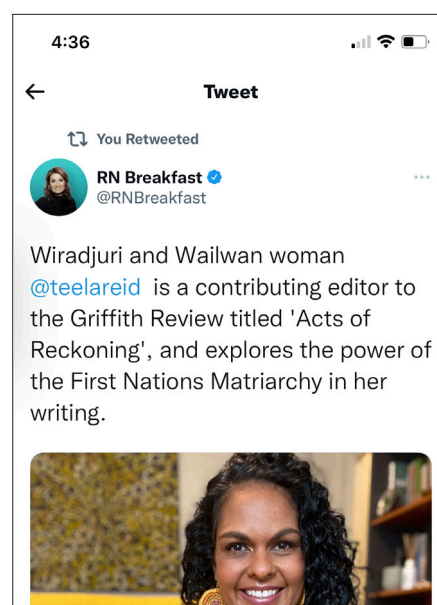 4:36
Tweet
You Retweeted
RN Breakfast
@RNBreakfast
Wiradjuri and Wailwan woman
@teelareid is a contributing editor to
the Griffith Review titled 'Acts of
Reckoning', and explores the power of
the First Nations Matriarchy in her
writing.